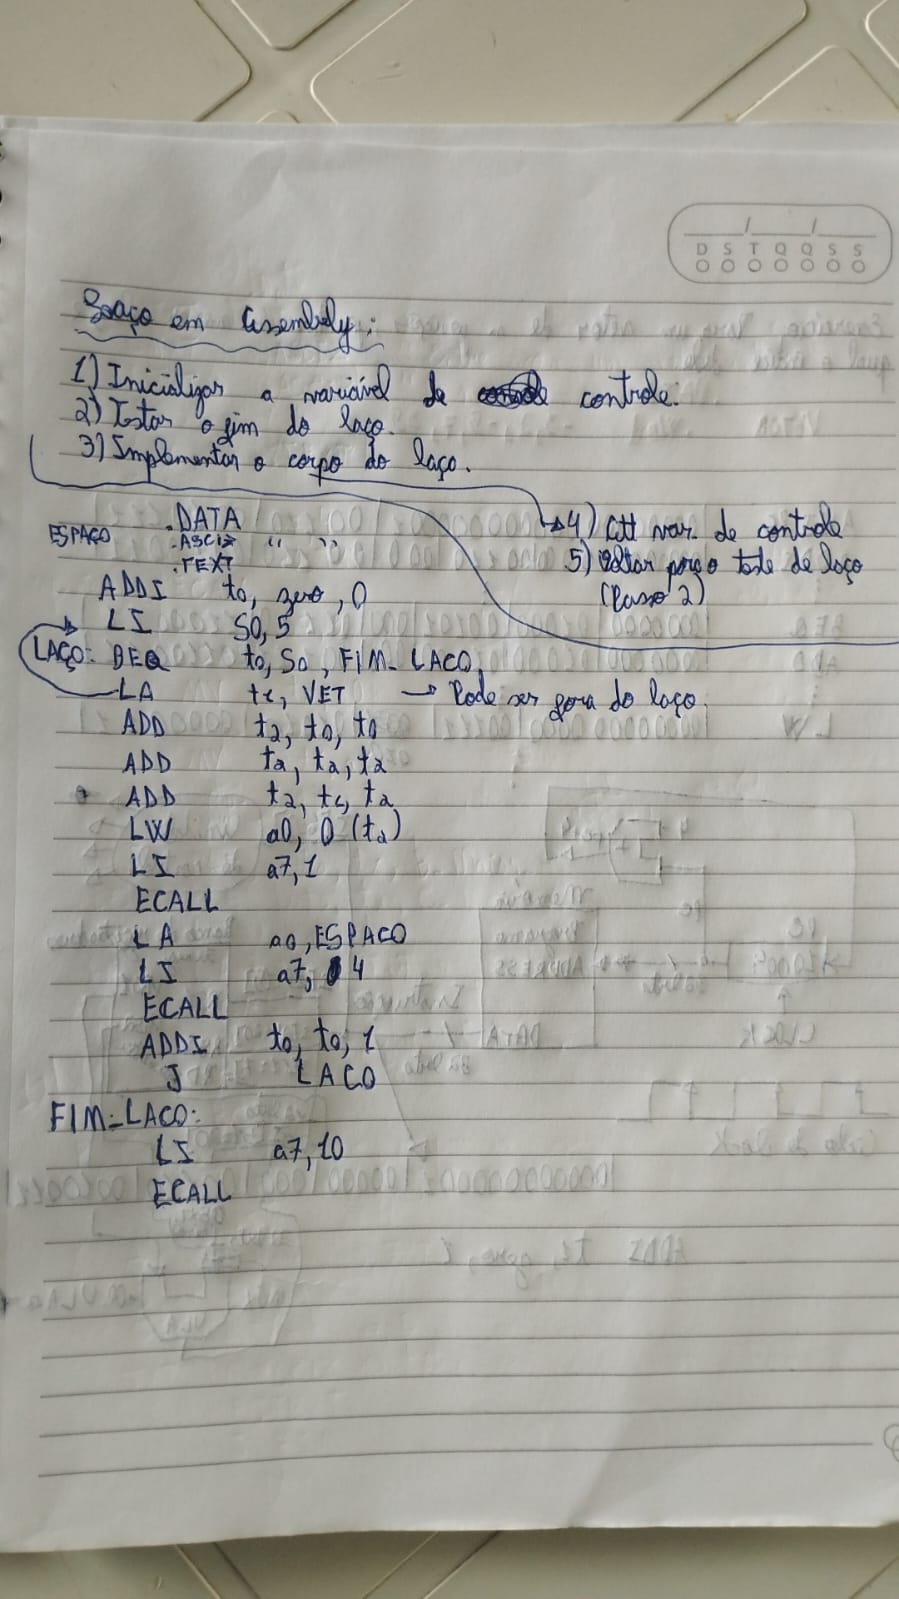 D S T Q Q S S
Laço em Assembly:
1) Inicializar a variável de controle.
2) Testar o fim do laço.
3) Implementar o corpo do laço.
4) Att var. de controle
5) Voltar para o teste de laço
(Passo 2)
.DATA
ESPAÇO .ASCIZ " "
.TEXT
ADDI t0, zero, 0
LI S0, 5
LAÇO: BEQ t0, S0, FIM_LACO
LA t1, VET → Pode ser fora do laço.
ADD t2, t0, t0
ADD t2, t2, t2
ADD t2, t1, t2
LW a0, 0 (t2)
LI a7, 1
ECALL
LA a0, ESPACO
LI a7, 4
ECALL
ADDI t0, t0, 1
J LACO
FIM_LACO:
LI a7, 10
ECALL